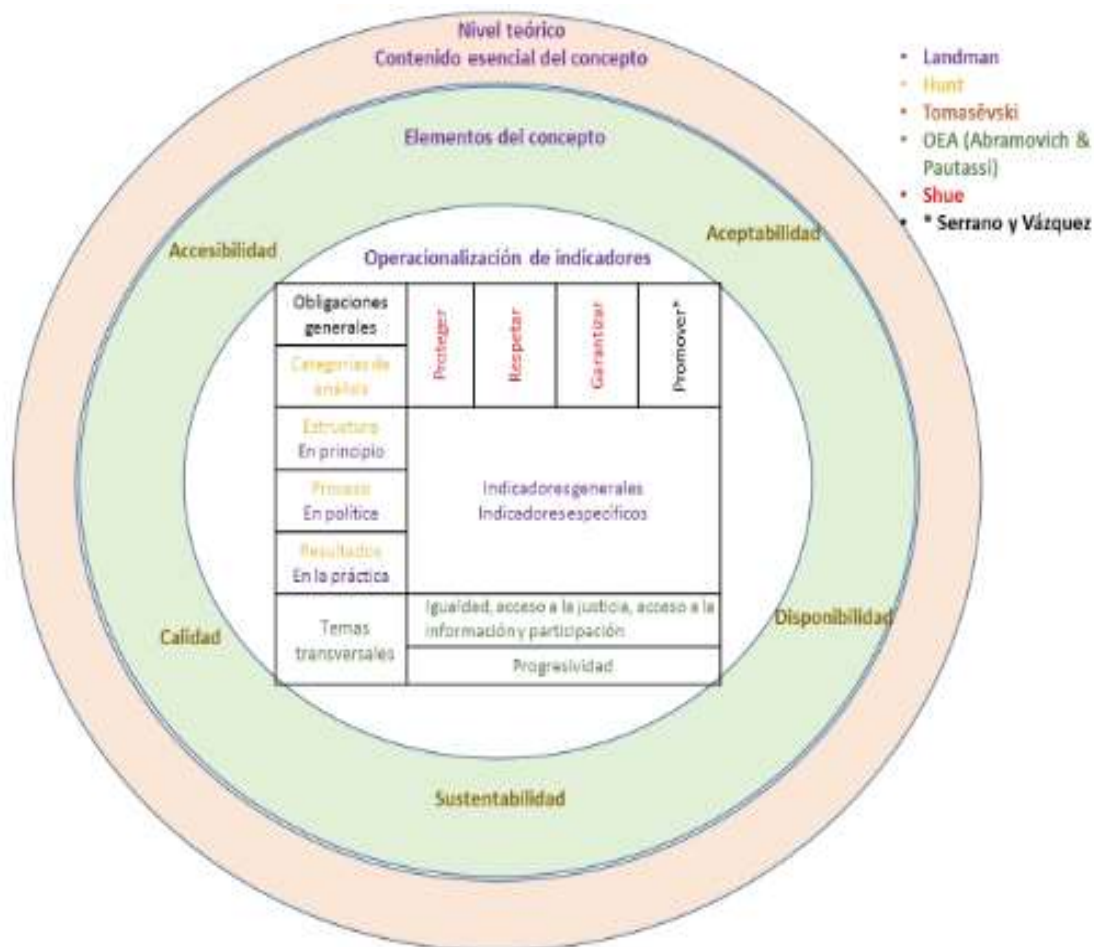 Nivel teórico
Contenido esencial del concepto
Elementos del concepto
Accesibilidad
Aceptabilidad
Operacionalización de indicadores
Obligaciones
generales
Proteger
Respetar
Garantizar
Promover*
Categorías de
análisis
Estructura
En principio
Proceso
En política
Resultados
En la práctica
Indicadores generales
Indicadores específicos
Temas
transversales
Igualdad, acceso a la justicia, acceso a la
información y participación
Progresividad
Calidad
Disponibilidad
Sustentabilidad
• Landman
• Hunt
• Tomasêvski
• OEA (Abramovich &
Pautassi)
• Shue
• * Serrano y Vázquez